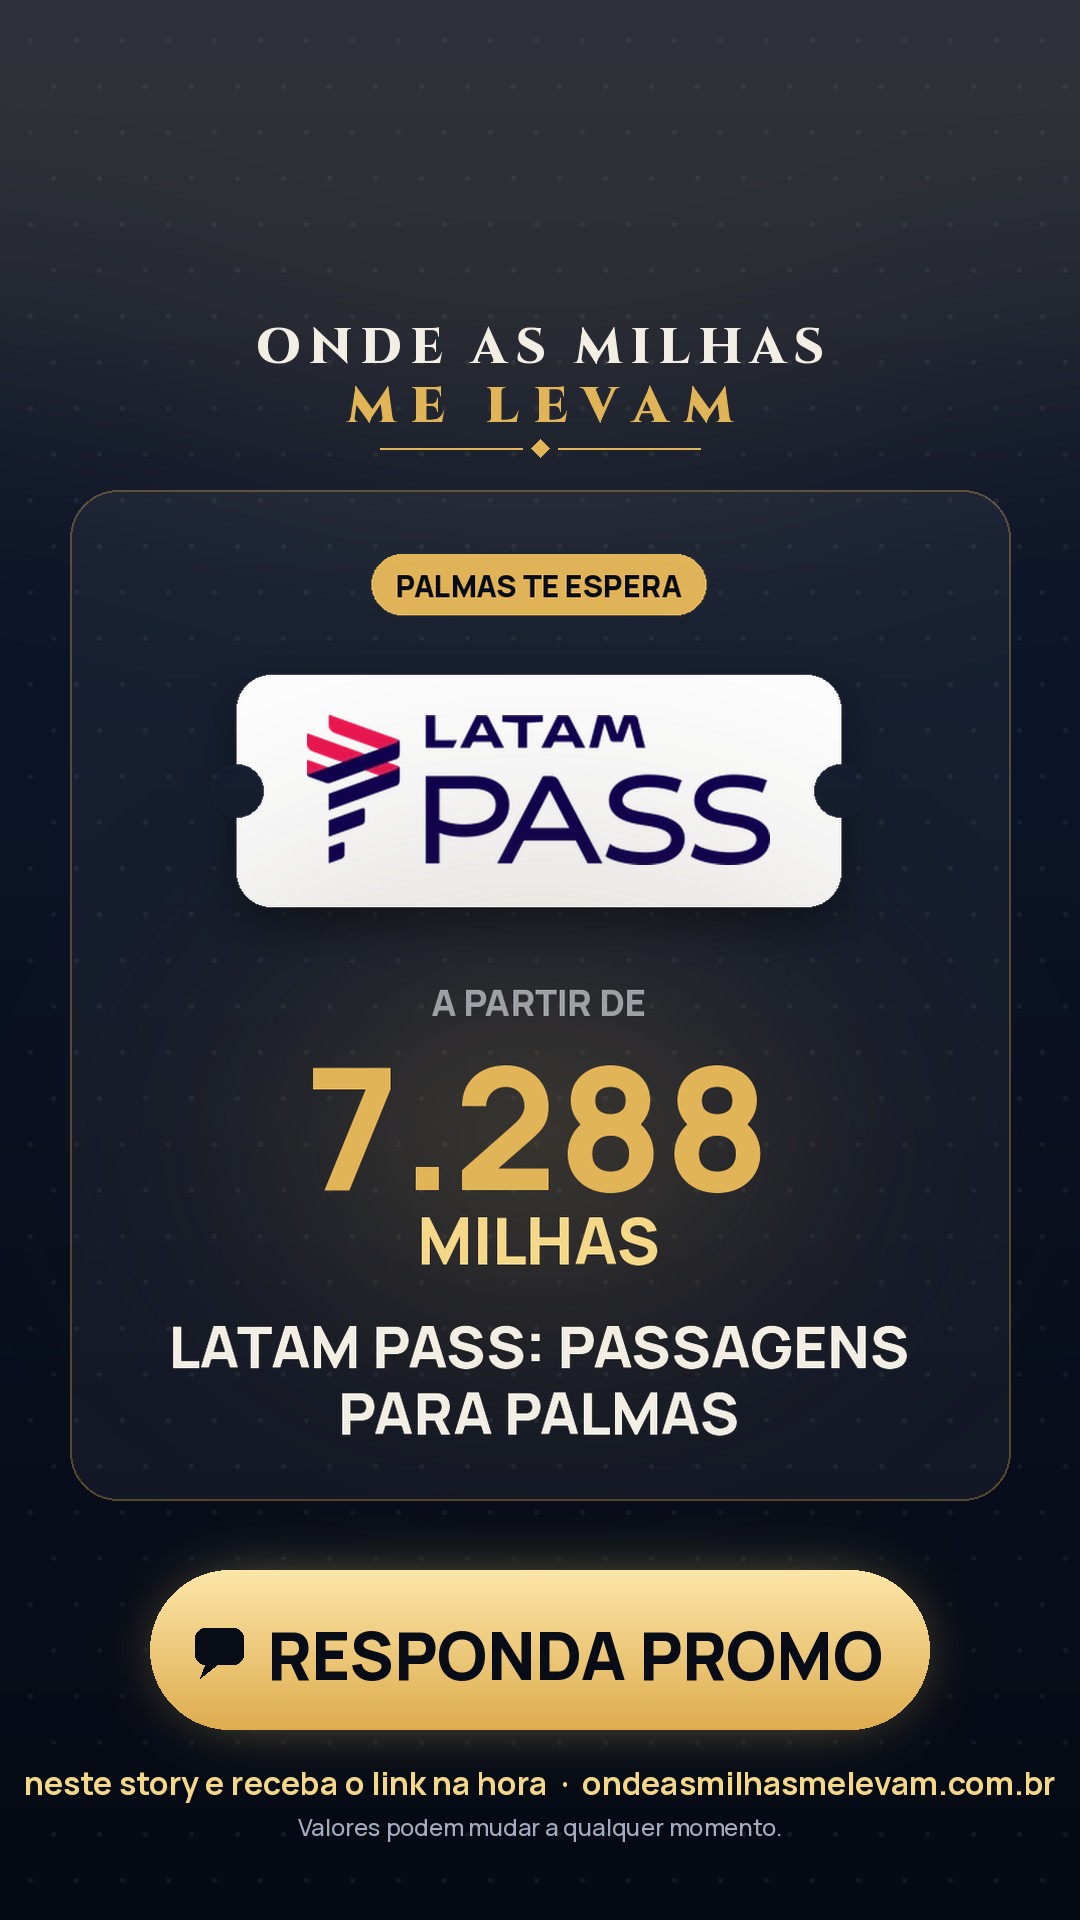 ONDE AS MILHAS
ME LEVAM
PALMAS TE ESPERA
LATAM
PASS
A PARTIR DE
7.288
MILHAS
LATAM PASS: PASSAGENS
PARA PALMAS
RESPONDA PROMO
neste story e receba o link na hora · ondeasmilhasmelevam.com.br
Valores podem mudar a qualquer momento.